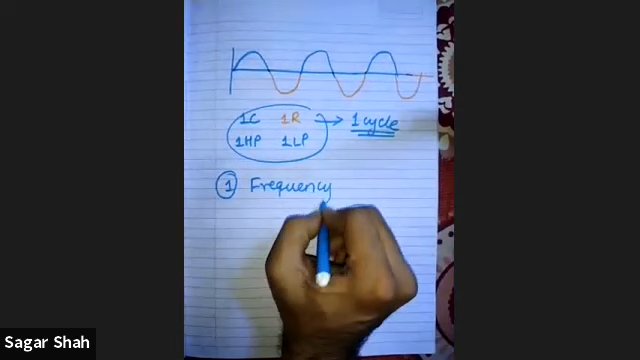 1C 1R → 1 cycle
1HP 1LP
1 Frequency
Sagar Shah